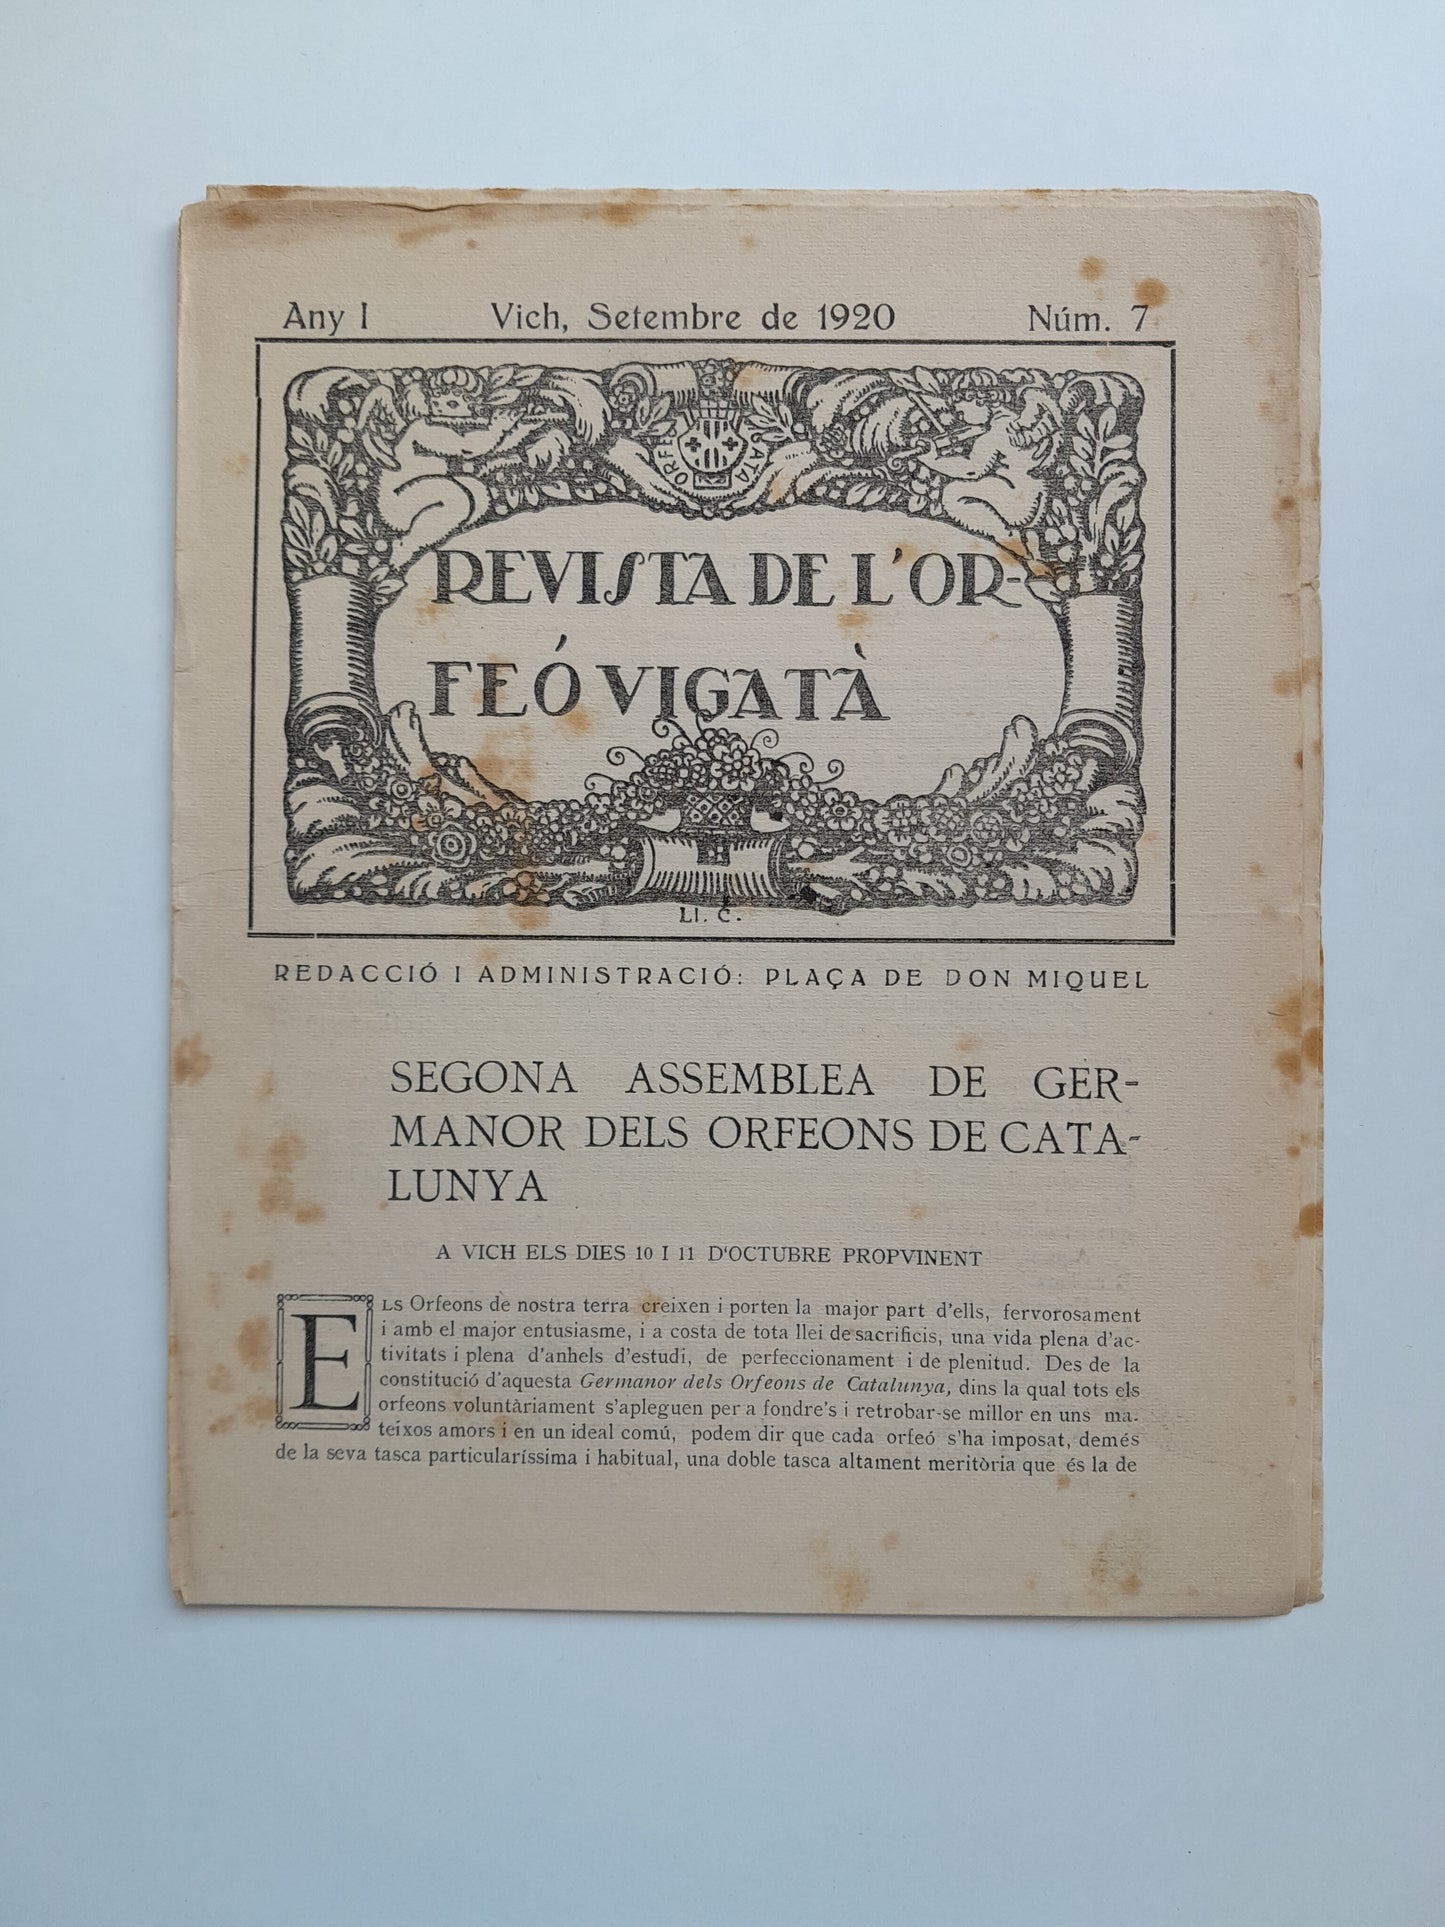 Any I Vich, Setembre de 1920 Núm. 7
ORFEÓ VIGATÀ
REVISTA DE L'OR-
FEÓ VIGATÀ
Ll. C.
REDACCIÓ I ADMINISTRACIÓ: PLAÇA DE DON MIQUEL
SEGONA ASSEMBLEA DE GER-
MANOR DELS ORFEONS DE CATA-
LUNYA
A VICH ELS DIES 10 I 11 D'OCTUBRE PROPVINENT
ELS Orfeons de nostra terra creixen i porten la major part d'ells, fervorosament
i amb el major entusiasme, i a costa de tota llei de sacrificis, una vida plena d'ac-
tivitats i plena d'anhels d'estudi, de perfeccionament i de plenitud. Des de la
constitució d'aquesta Germanor dels Orfeons de Catalunya, dins la qual tots els
orfeons voluntàriament s'apleguen per a fondre's i retrobar-se millor en uns ma-
teixos amors i en un ideal comú, podem dir que cada orfeó s'ha imposat, demés
de la seva tasca particularíssima i habitual, una doble tasca altament meritòria que és la de